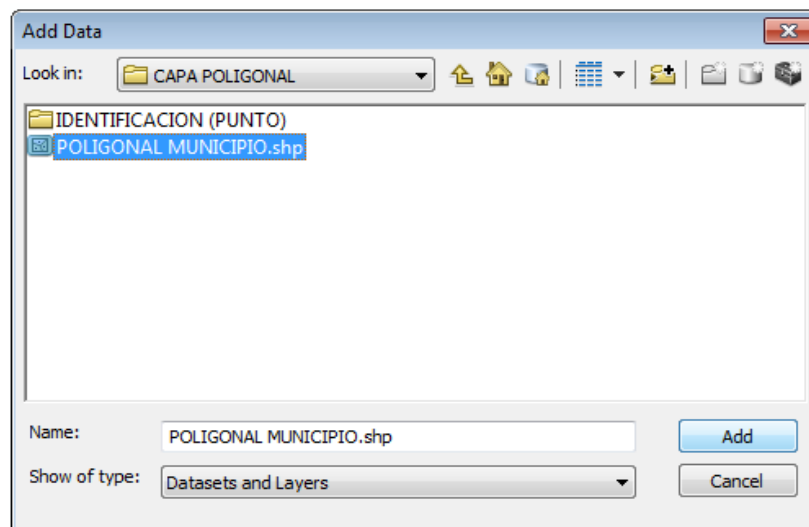 Add Data
Look in: CAPA POLIGONAL
IDENTIFICACION (PUNTO)
POLIGONAL MUNICIPIO.shp
Name: POLIGONAL MUNICIPIO.shp Add
Show of type: Datasets and Layers Cancel